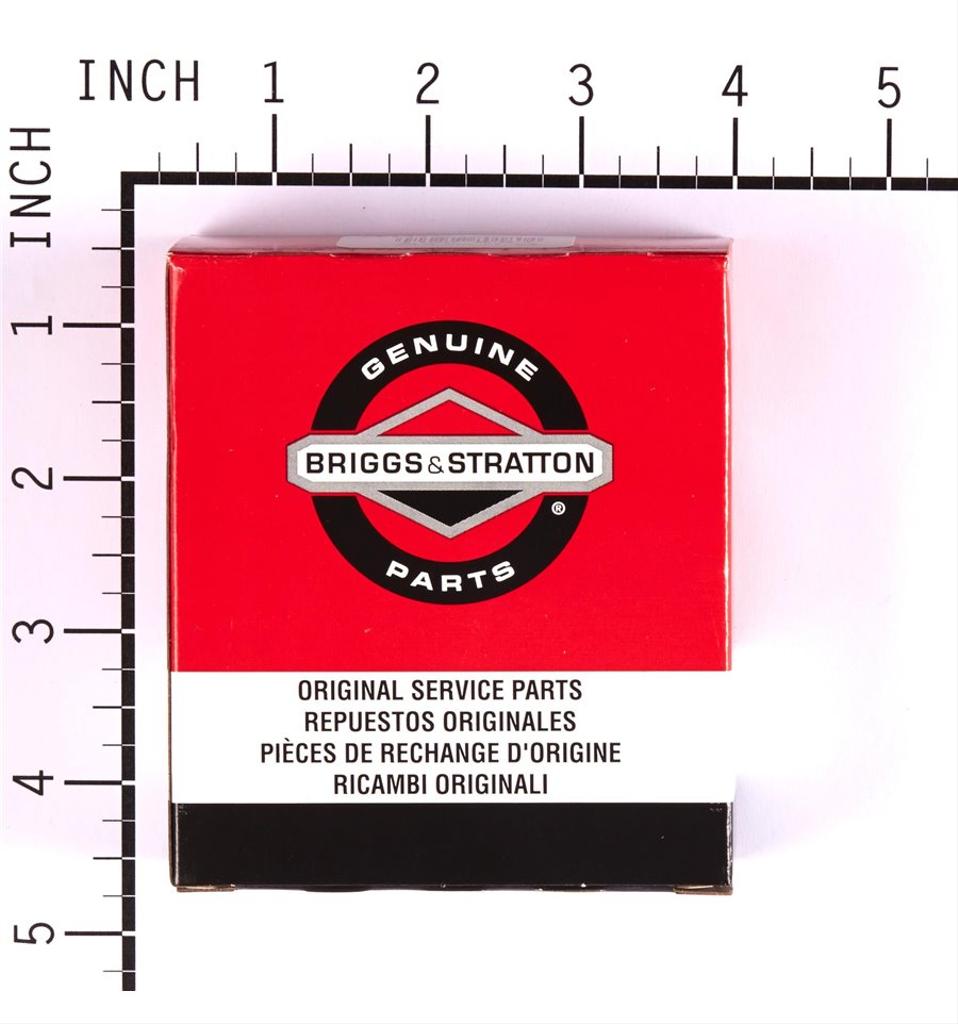 INCH 1 2 3 4 5
INCH 1 2 3 4 5
GENUINE
BRIGGS & STRATTON
®
PARTS
ORIGINAL SERVICE PARTS
REPUESTOS ORIGINALES
PIÈCES DE RECHANGE D'ORIGINE
RICAMBI ORIGINALI